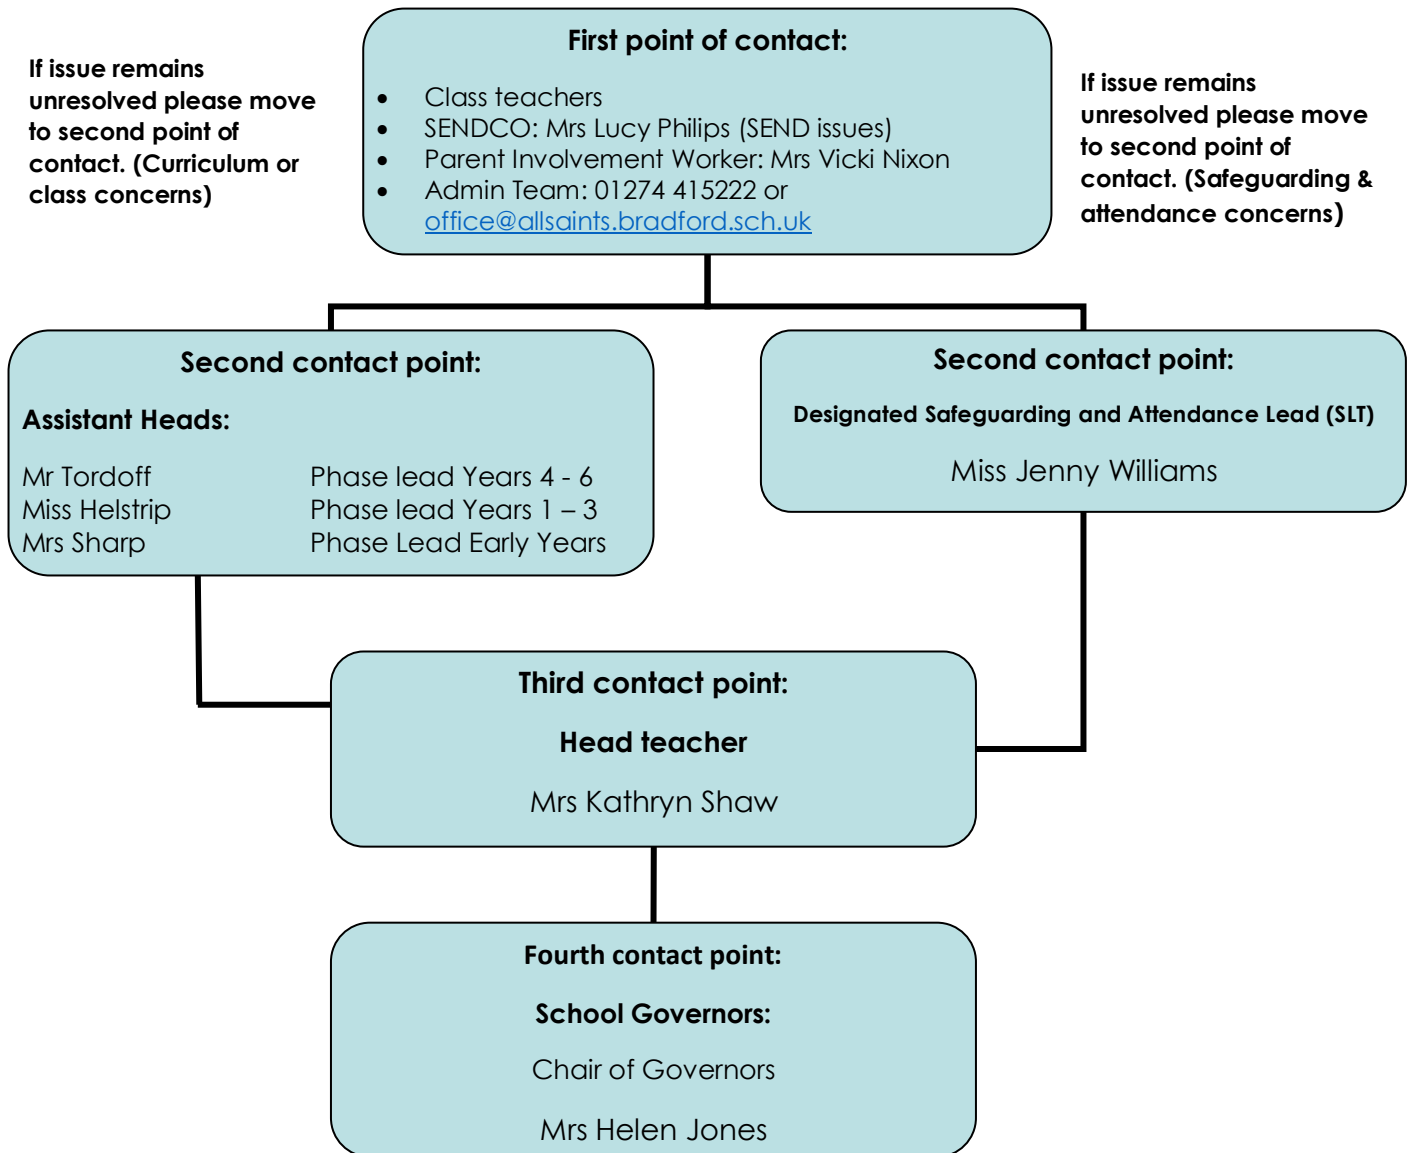 First point of contact:
• Class teachers
• SENDCO: Mrs Lucy Philips (SEND issues)
• Parent Involvement Worker: Mrs Vicki Nixon
• Admin Team: 01274 415222 or
office@allsaints.bradford.sch.uk
If issue remains
unresolved please move
to second point of
contact. (Curriculum or
class concerns)
If issue remains
unresolved please move
to second point of
contact. (Safeguarding &
attendance concerns)
Second contact point:
Assistant Heads:
Mr Tordoff Phase lead Years 4 - 6
Miss Helstrip Phase lead Years 1 – 3
Mrs Sharp Phase Lead Early Years
Second contact point:
Designated Safeguarding and Attendance Lead (SLT)
Miss Jenny Williams
Third contact point:
Head teacher
Mrs Kathryn Shaw
Fourth contact point:
School Governors:
Chair of Governors
Mrs Helen Jones